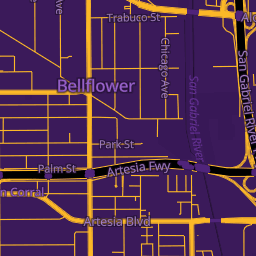 Trabuco St
Chicago Ave
San Gabriel River
San Gabriel River
Bellflower
Park St
Artesia Fwy
Palm St
Corral
Artesia Blvd